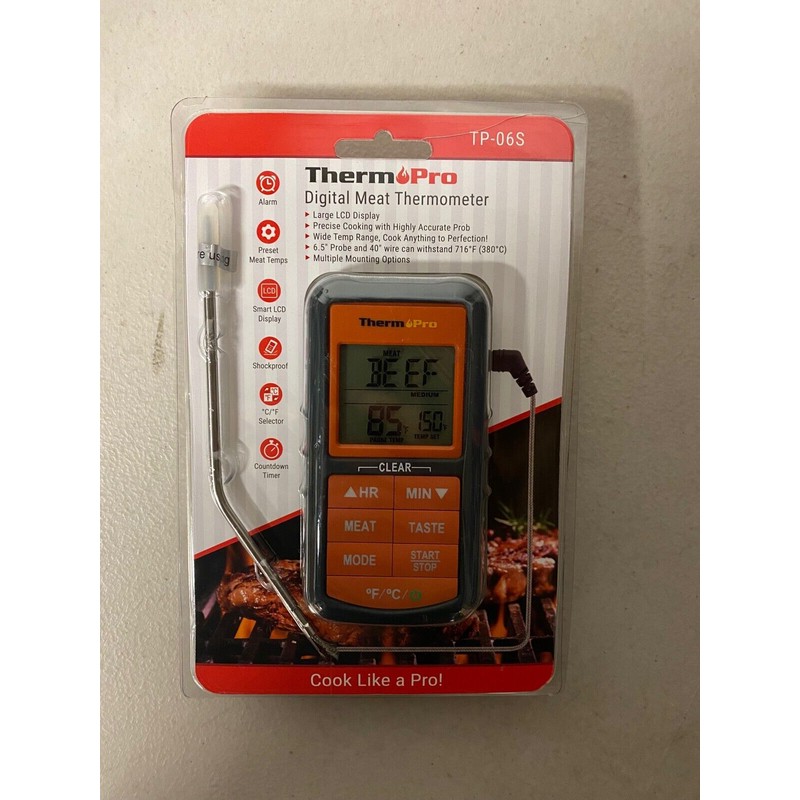 TP-06S
ThermoPro
Digital Meat Thermometer
▸ Large LCD Display
▸ Precise Cooking with Highly Accurate Prob
▸ Wide Temp Range, Cook Anything to Perfection!
▸ 6.5" Probe and 40" wire can withstand 716°F (380°C)
▸ Multiple Mounting Options
Alarm
Preset
Meat Temps
LCD
Smart LCD
Display
Shockproof
°C/°F
Selector
Countdown
Timer
ThermoPro
MEAT
BEEF
MEDIUM
85°F 150°F
TEMP SET
CLEAR
▲HR MIN▼
MEAT TASTE
MODE START
STOP
°F/°C/
Cook Like a Pro!